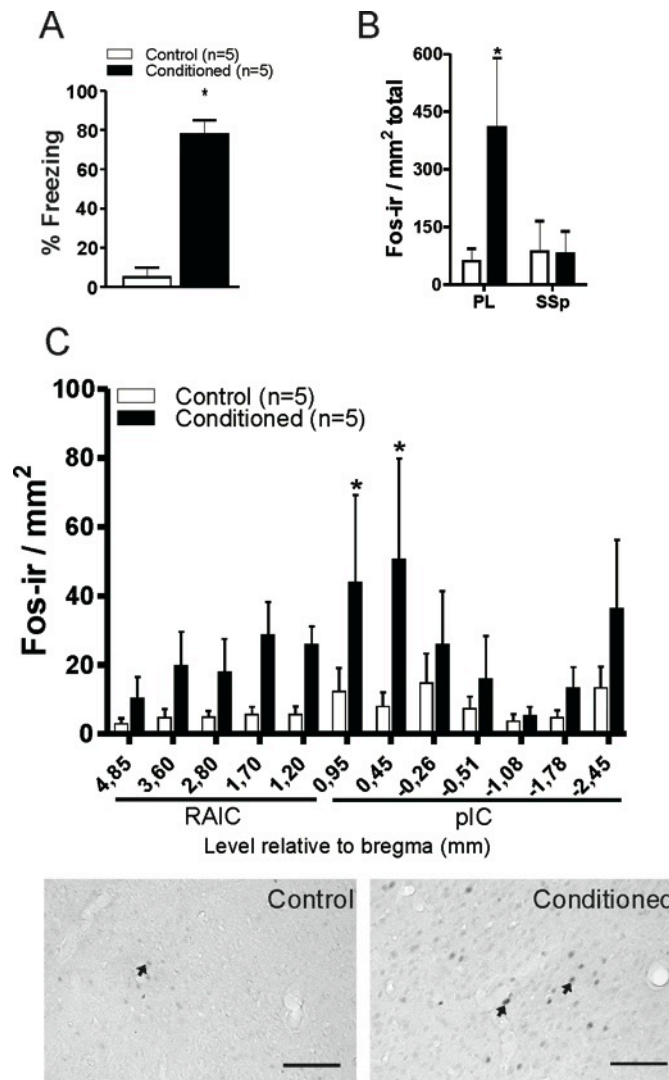 A
Control (n=5)
Conditioned (n=5)
% Freezing
100
80
60
40
20
0
*
B
Fos-ir / mm² total
600
450
300
150
0
*
PL SSp
C
Control (n=5)
Conditioned (n=5)
Fos-ir / mm²
100
80
60
40
20
0
* *
4,85 3,60 2,80 1,70 1,20 0,95 0,45 -0,26 -0,51 -1,08 -1,78 -2,45
RAIC pIC
Level relative to bregma (mm)
Control Conditioned